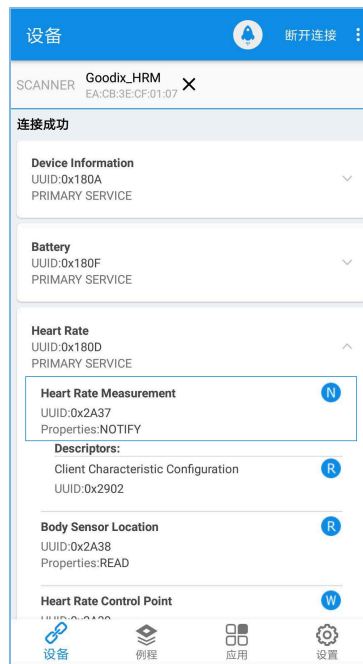 设备
断开连接
SCANNER
Goodix_HRM
EA:CB:3E:CF:01:07
连接成功
Device Information
UUID:0x180A
PRIMARY SERVICE
Battery
UUID:0x180F
PRIMARY SERVICE
Heart Rate
UUID:0x180D
PRIMARY SERVICE
Heart Rate Measurement
N
UUID:0x2A37
Properties:NOTIFY
Descriptors:
Client Characteristic Configuration
R
UUID:0x2902
Body Sensor Location
R
UUID:0x2A38
Properties:READ
Heart Rate Control Point
W
设备
例程
应用
设置